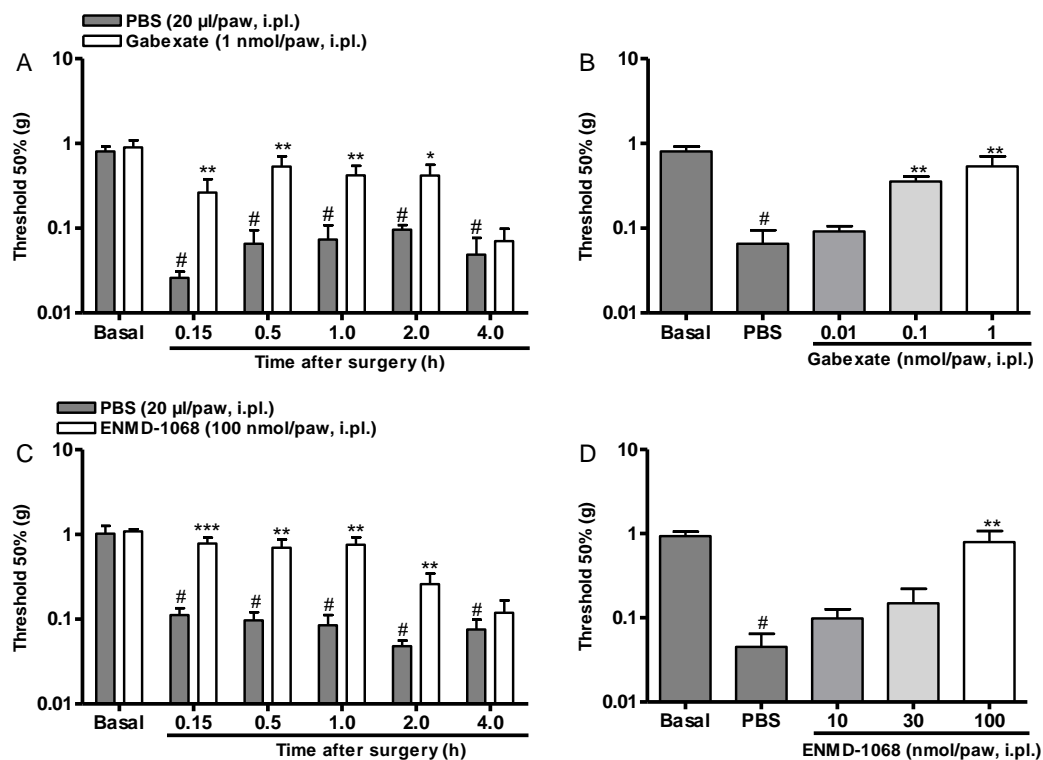 PBS (20 µl/paw, i.pl.)
Gabexate (1 nmol/paw, i.pl.)
A
Threshold 50% (g)
10
1
0.1
0.01
# ** # ** # ** # * #
Basal 0.15 0.5 1.0 2.0 4.0
Time after surgery (h)
B
Threshold 50% (g)
10
1
0.1
0.01
# ** **
Basal PBS 0.01 0.1 1
Gabexate (nmol/paw, i.pl.)
PBS (20 µl/paw, i.pl.)
ENMD-1068 (100 nmol/paw, i.pl.)
C
Threshold 50% (g)
10
1
0.1
0.01
# *** # ** # ** # ** #
Basal 0.15 0.5 1.0 2.0 4.0
Time after surgery (h)
D
Threshold 50% (g)
10
1
0.1
0.01
# **
Basal PBS 10 30 100
ENMD-1068 (nmol/paw, i.pl.)